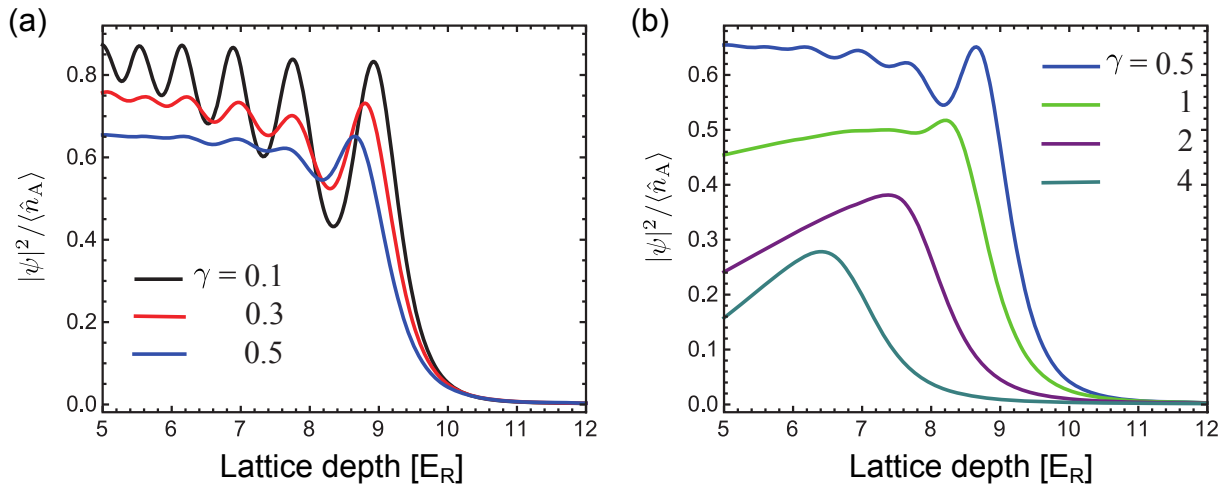 (a)
|ψ|²/⟨n̂_A⟩
0.8
0.6
0.4
0.2
0.0
γ = 0.1
0.3
0.5
5 6 7 8 9 10 11 12
Lattice depth [E_R]
(b)
|ψ|²/⟨n̂_A⟩
0.6
0.5
0.4
0.3
0.2
0.1
0.0
γ = 0.5
1
2
4
5 6 7 8 9 10 11 12
Lattice depth [E_R]